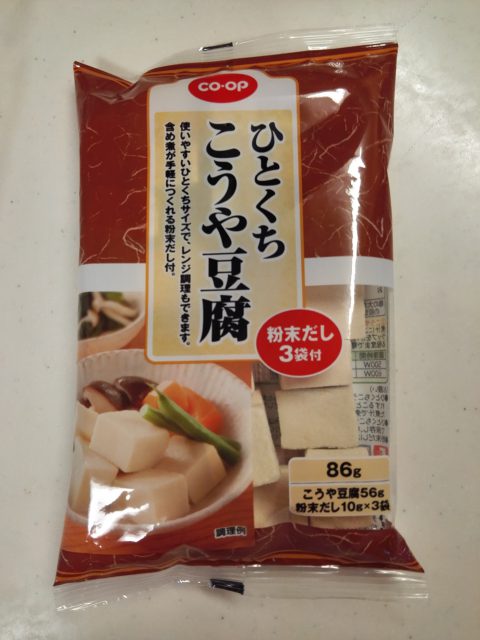 CO・OP
ひとくち
こうや豆腐
使いやすいひとくちサイズで、レンジ調理もできます。
含め煮が手軽につくれる粉末だし付。
粉末だし
3袋付
500W
600W
86g
こうや豆腐56g
粉末だし10g×3袋
調理例